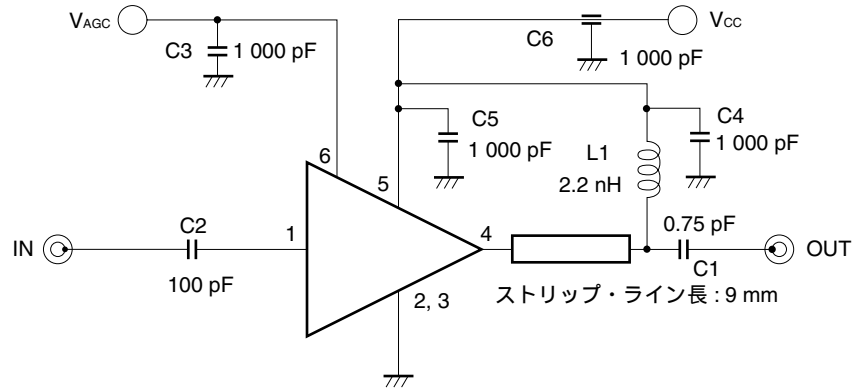 VAGC
C3
1 000 pF
C6
1 000 pF
VCC
C5
1 000 pF
C4
1 000 pF
L1
2.2 nH
6
5
IN
C2
100 pF
1
4
2, 3
0.75 pF
C1
OUT
ストリップ・ライン長 : 9 mm